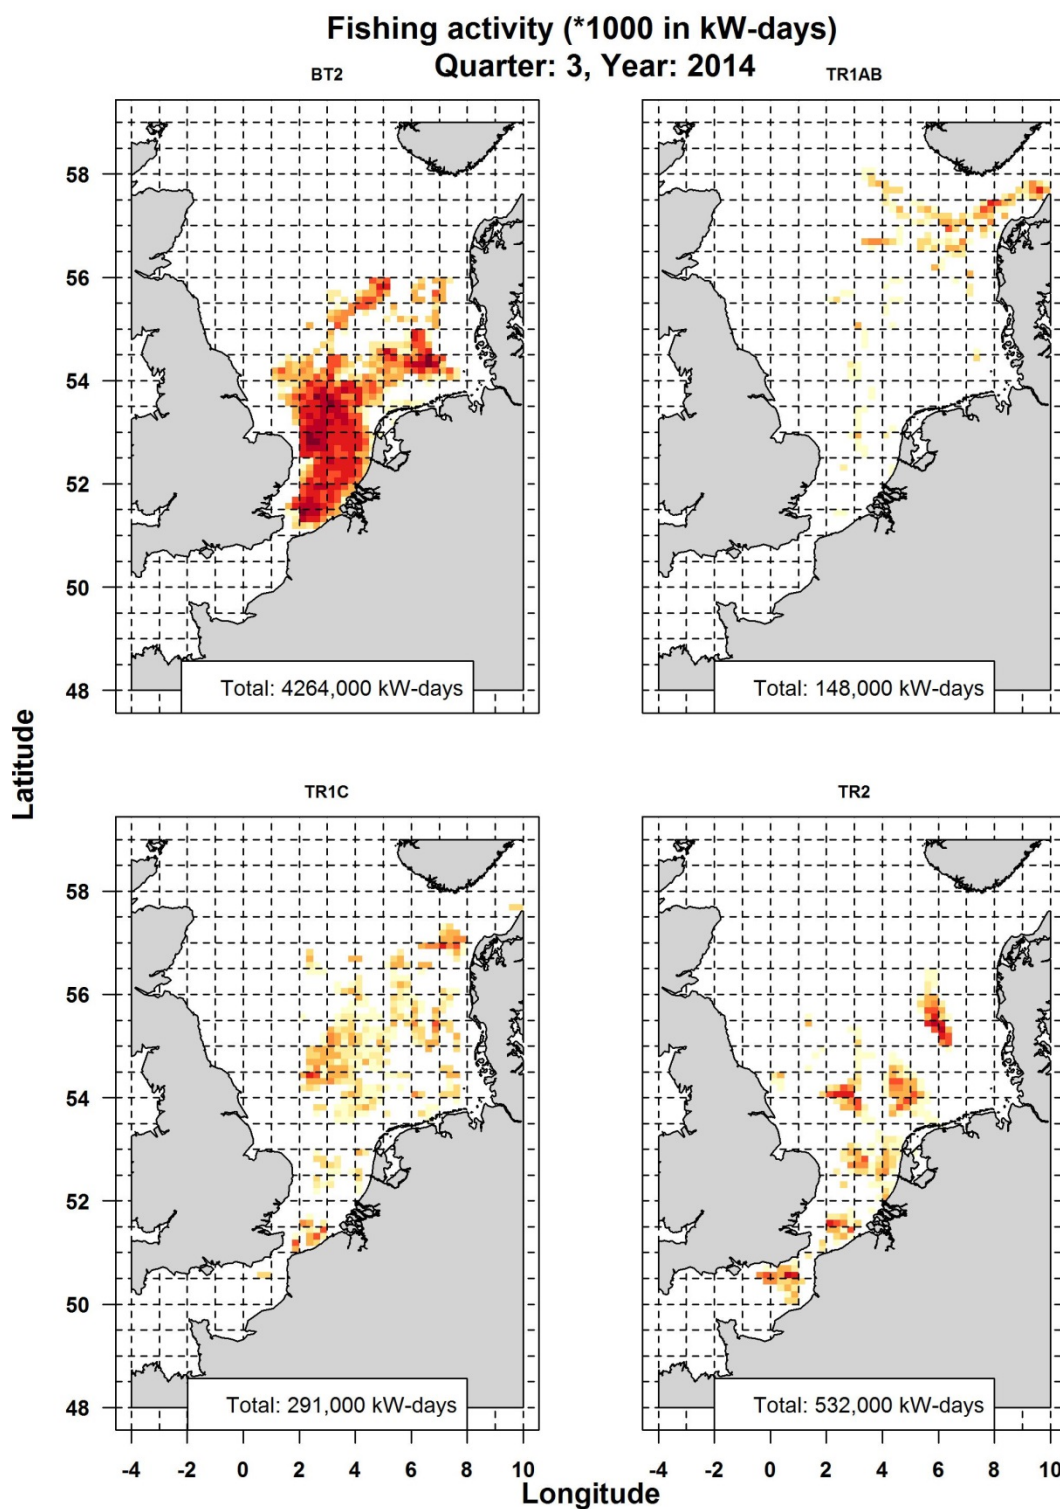 Fishing activity (*1000 in kW-days)
Quarter: 3, Year: 2014
BT2
TR1AB
58
56
54
52
50
48
Total: 4264,000 kW-days
Total: 148,000 kW-days
Latitude
TR1C
TR2
58
56
54
52
50
48
Total: 291,000 kW-days
Total: 532,000 kW-days
-4 -2 0 2 4 6 8 10
-4 -2 0 2 4 6 8 10
Longitude